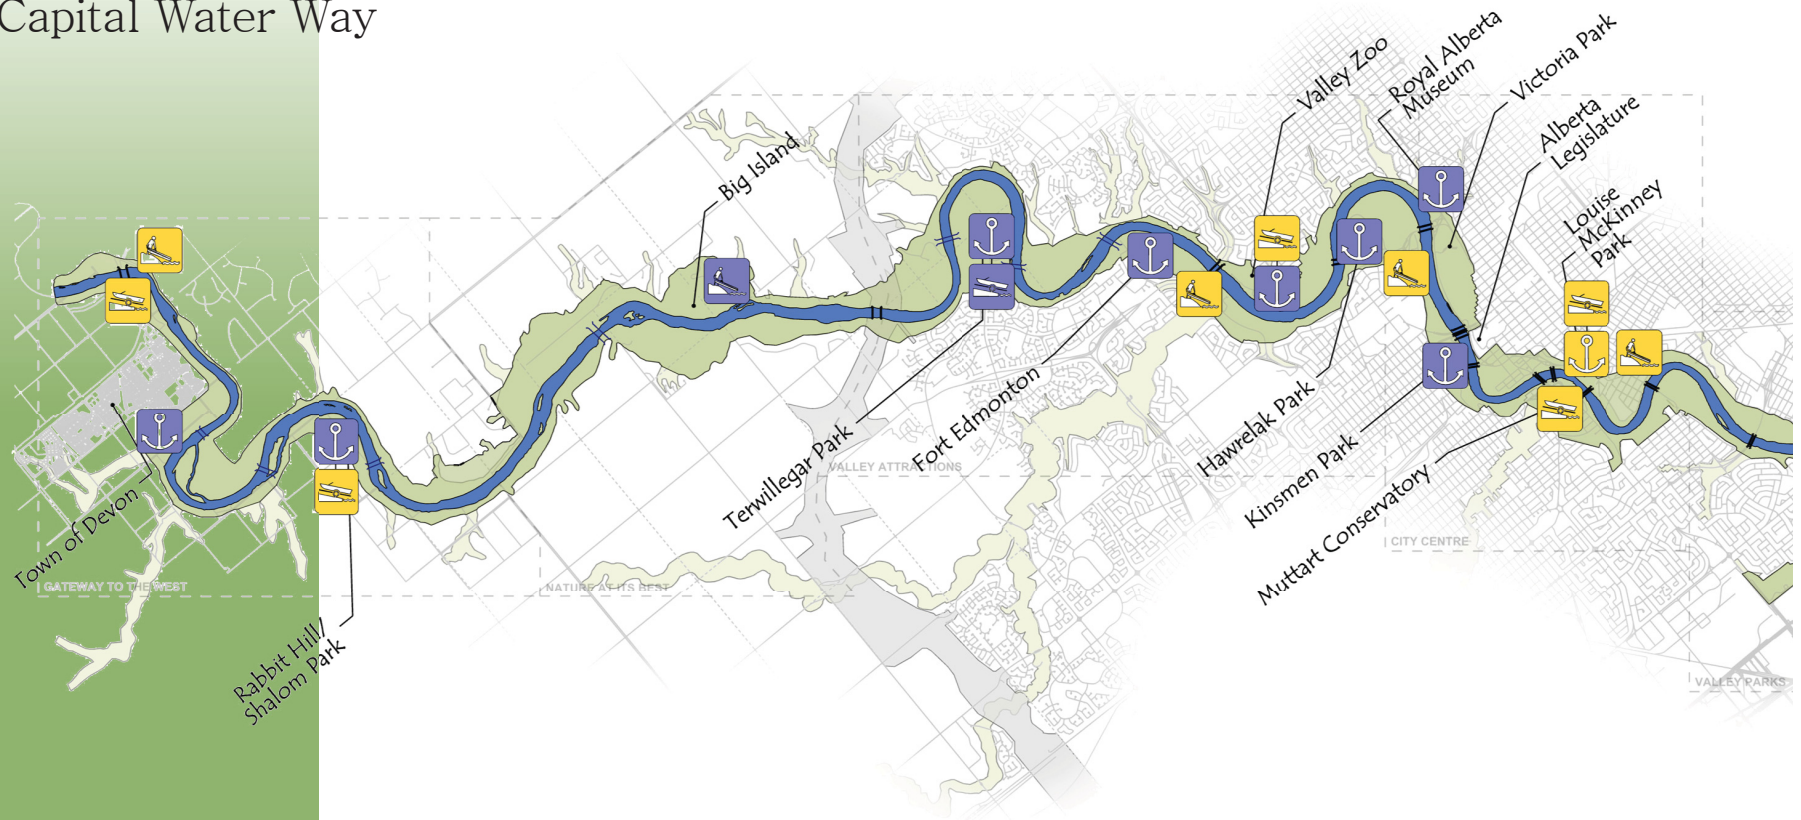 Capital Water Way
Big Island
Valley Zoo
Royal Alberta
Museum
Victoria Park
Alberta
Legislature
Louise
McKinney
Park
Terwillegar Park
VALLEY ATTRACTIONS
Fort Edmonton
Hawrelak Park
Kinsmen Park
Muttart Conservatory
CITY CENTRE
Town of Devon
GATEWAY TO THE WEST
NATURE AT ITS BEST
Rabbit Hill/
Shalom Park
VALLEY PARKS